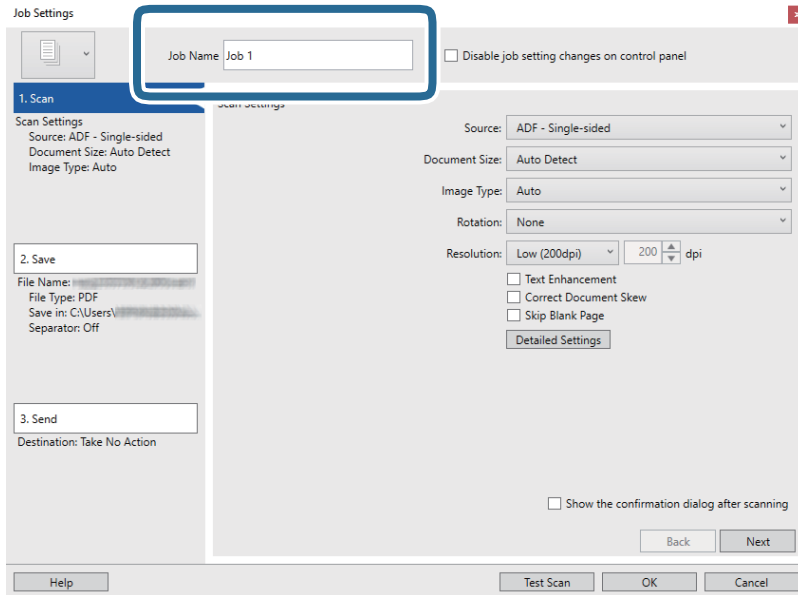 Job Settings
Job Name Job 1
Disable job setting changes on control panel
1. Scan
Scan Settings
Source: ADF - Single-sided
Document Size: Auto Detect
Image Type: Auto
2. Save
File Name:
File Type: PDF
Save in: C:\Users\
Separator: Off
3. Send
Destination: Take No Action
Scan Settings
Source: ADF - Single-sided
Document Size: Auto Detect
Image Type: Auto
Rotation: None
Resolution: Low (200dpi) 200 dpi
Text Enhancement
Correct Document Skew
Skip Blank Page
Detailed Settings
Show the confirmation dialog after scanning
Back Next
Help Test Scan OK Cancel